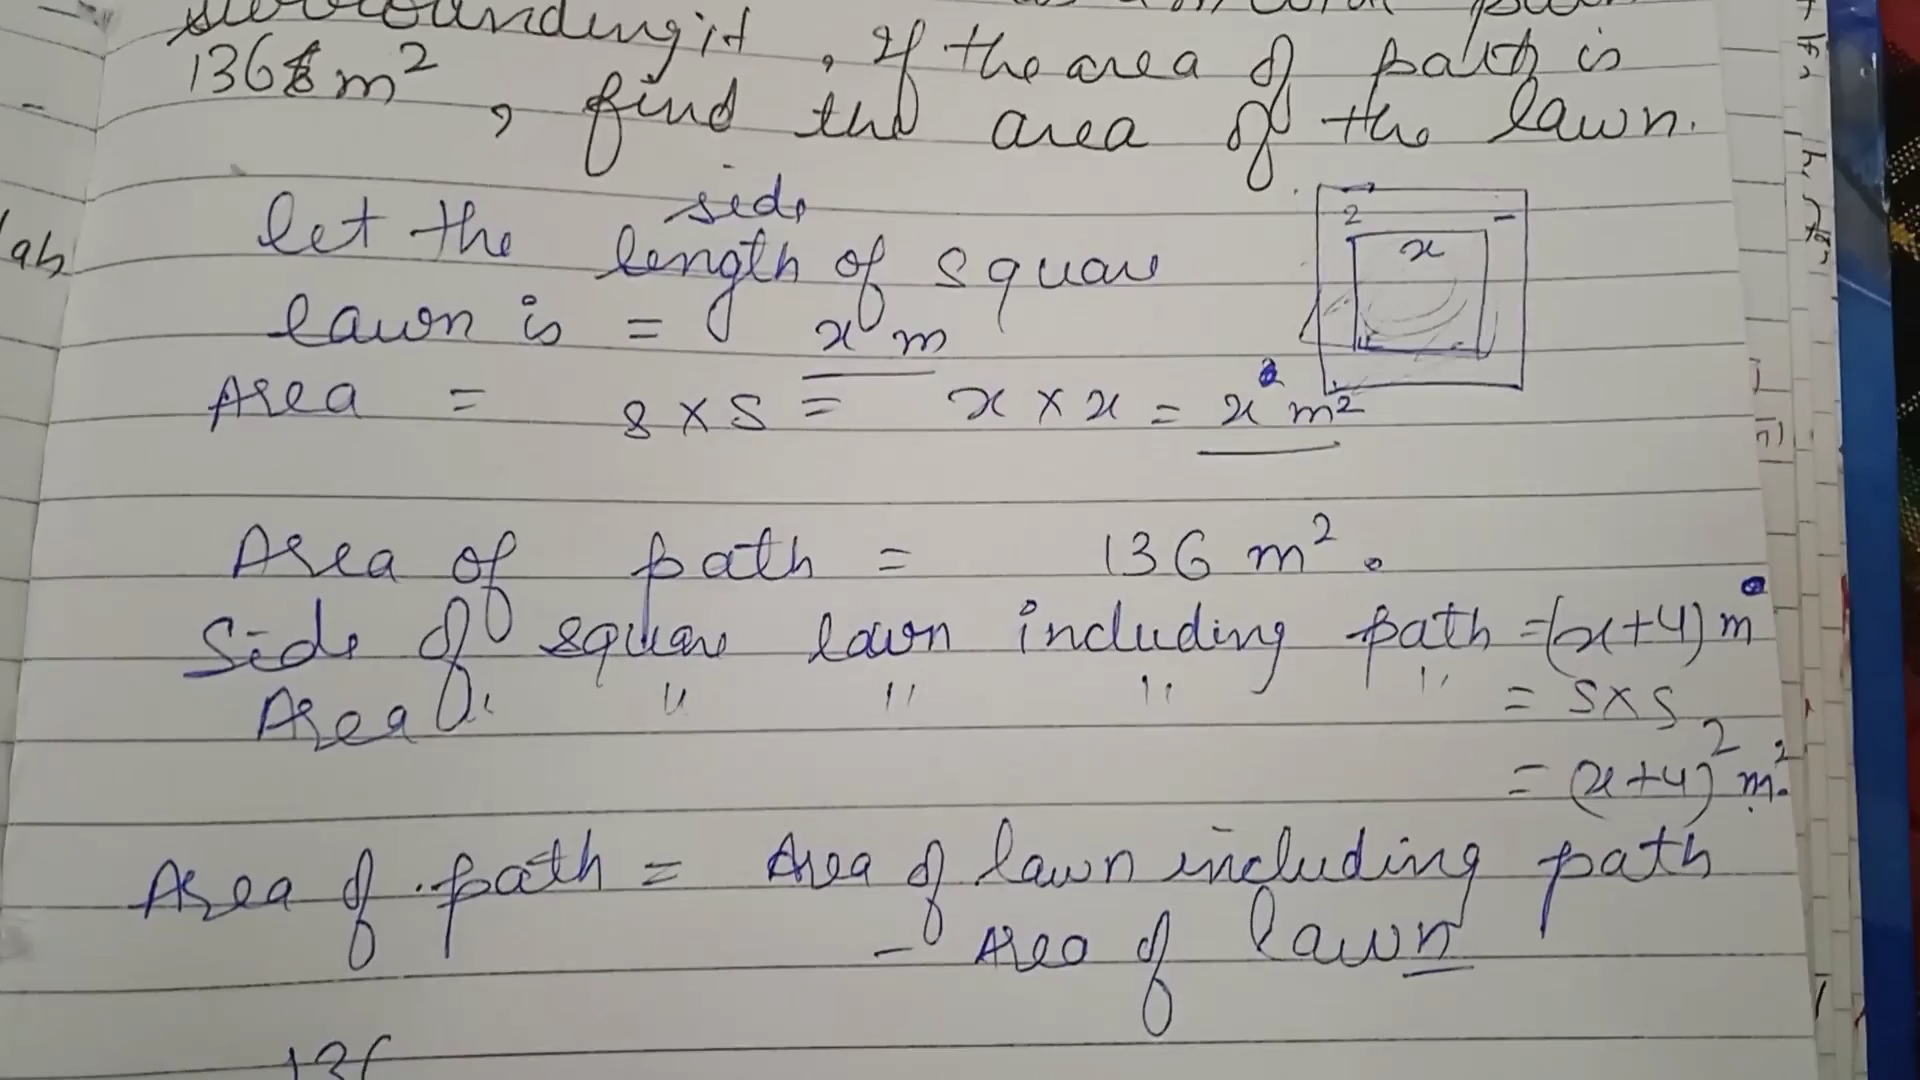 surrounding it, If the area of path is
136 m², find the area of the lawn.
side
let the length of square
lawn is = x m
Area = s × s = x × x = x² m²
2
x
Area of path = 136 m².
Side of square lawn including path = (x+4) m
Area " " " " " = s×s
= (x+4)² m²
Area of path = Area of lawn including path
- Area of lawn
136